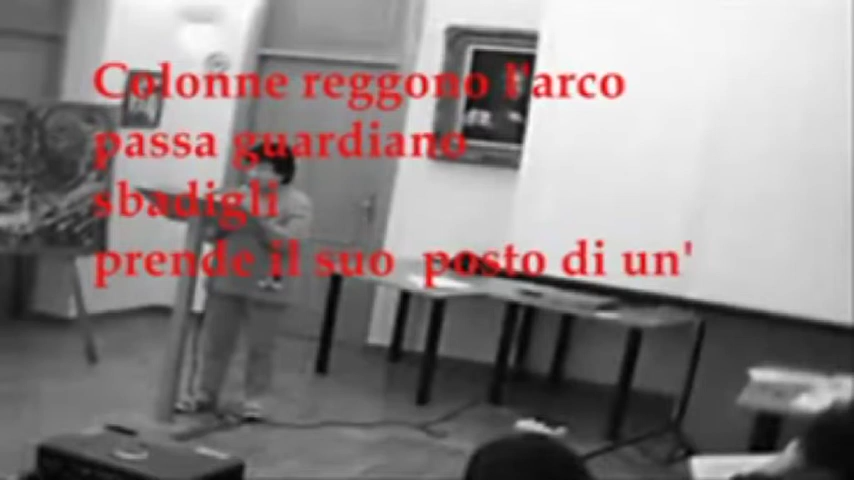 Colonne reggono l'arco
passa guardiano
sbadigli
prende il suo posto di un'